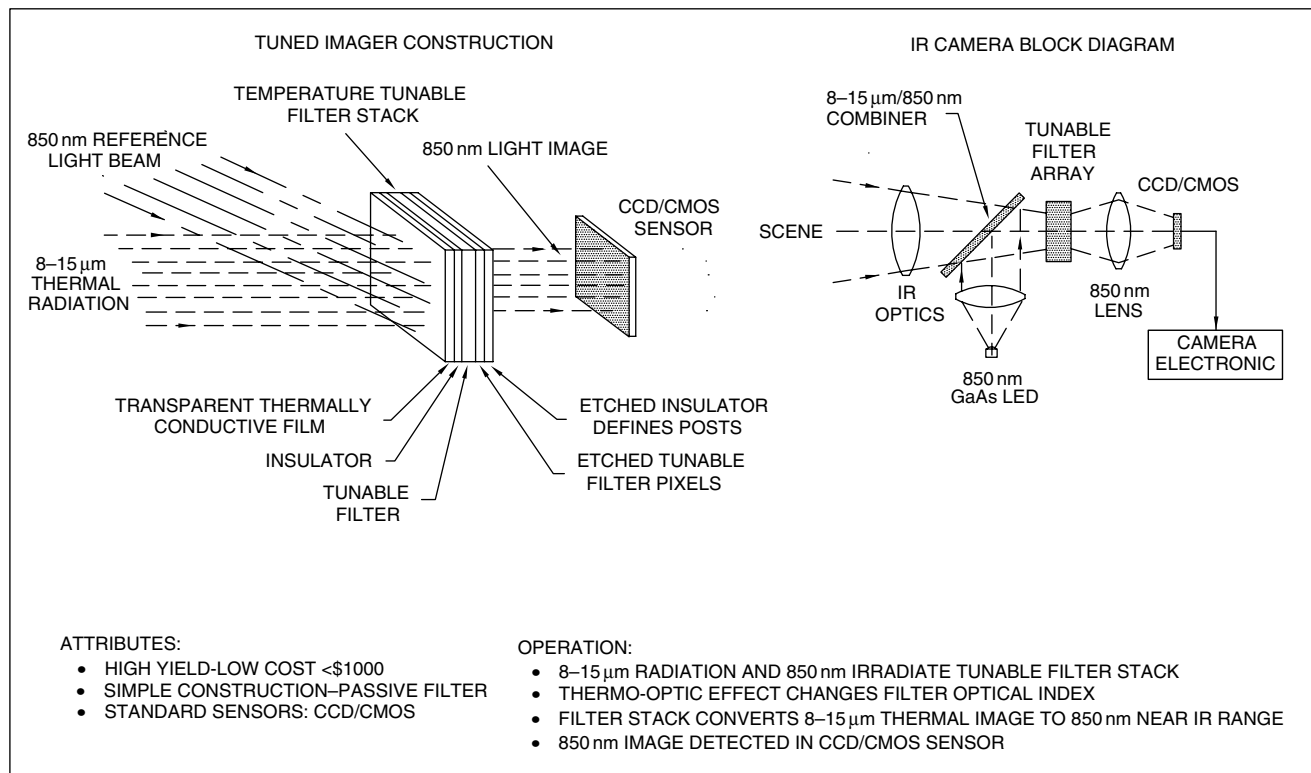 TUNED IMAGER CONSTRUCTION
TEMPERATURE TUNABLE
FILTER STACK
850 nm REFERENCE
LIGHT BEAM
850 nm LIGHT IMAGE
CCD/CMOS
SENSOR
8–15 μm
THERMAL
RADIATION
TRANSPARENT THERMALLY
CONDUCTIVE FILM
INSULATOR
TUNABLE
FILTER
ETCHED INSULATOR
DEFINES POSTS
ETCHED TUNABLE
FILTER PIXELS
IR CAMERA BLOCK DIAGRAM
8–15 μm/850 nm
COMBINER
TUNABLE
FILTER
ARRAY
CCD/CMOS
SCENE
IR
OPTICS
850 nm
LENS
850 nm
GaAs LED
CAMERA
ELECTRONIC
ATTRIBUTES:
• HIGH YIELD-LOW COST <$1000
• SIMPLE CONSTRUCTION–PASSIVE FILTER
• STANDARD SENSORS: CCD/CMOS
OPERATION:
• 8–15 μm RADIATION AND 850 nm IRRADIATE TUNABLE FILTER STACK
• THERMO-OPTIC EFFECT CHANGES FILTER OPTICAL INDEX
• FILTER STACK CONVERTS 8–15 μm THERMAL IMAGE TO 850 nm NEAR IR RANGE
• 850 nm IMAGE DETECTED IN CCD/CMOS SENSOR